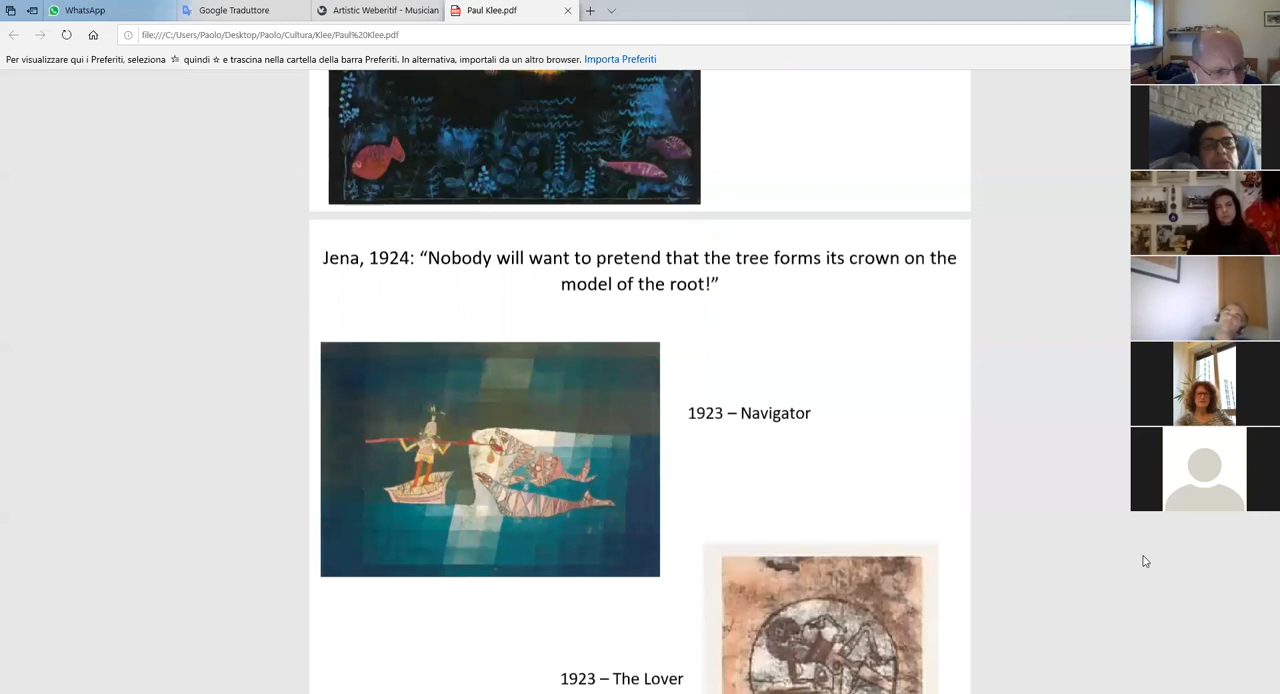 WhatsApp
Google Traduttore
Artistic Weberitif - Musician
Paul Klee.pdf
file:///C:/Users/Paolo/Desktop/Paolo/Cultura/Klee/Paul%20Klee.pdf
Per visualizzare qui i Preferiti, seleziona quindi ☆ e trascina nella cartella della barra Preferiti. In alternativa, importali da un altro browser. Importa Preferiti
Jena, 1924: “Nobody will want to pretend that the tree forms its crown on the
model of the root!”
1923 – Navigator
1923 – The Lover